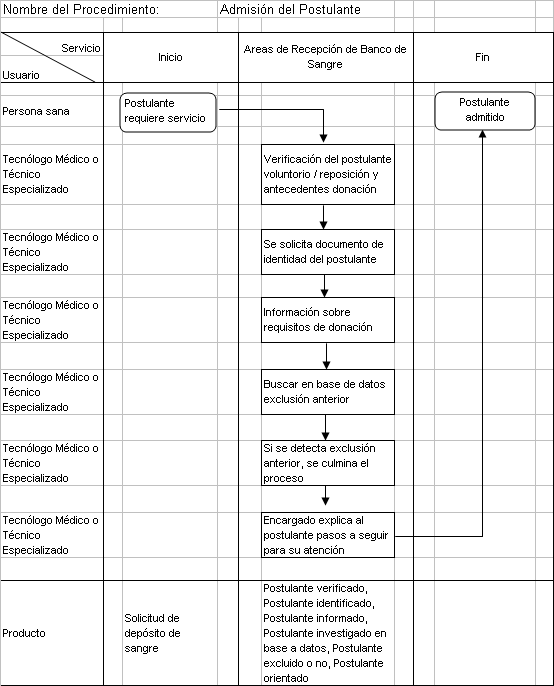 Nombre del Procedimiento: Admisión del Postulante
Servicio
Usuario
Inicio
Areas de Recepción de Banco de
Sangre
Fin
Persona sana
Postulante
requiere servicio
Postulante
admitido
Tecnólogo Médico o
Técnico
Especializado
Verificación del postulante
voluntorio / reposición y
antecedentes donación
Tecnólogo Médico o
Técnico
Especializado
Se solicita documento de
identidad del postulante
Tecnólogo Médico o
Técnico
Especializado
Información sobre
requisitos de donación
Tecnólogo Médico o
Técnico
Especializado
Buscar en base de datos
exclusión anterior
Tecnólogo Médico o
Técnico
Especializado
Si se detecta exclusión
anterior, se culmina el
proceso
Tecnólogo Médico o
Técnico
Especializado
Encargado explica al
postulante pasos a seguir
para su atención
Producto
Solicitud de
depósito de
sangre
Postulante verificado,
Postulante identificado,
Postulante informado,
Postulante investigado en
base a datos, Postulante
excluido o no, Postulante
orientado